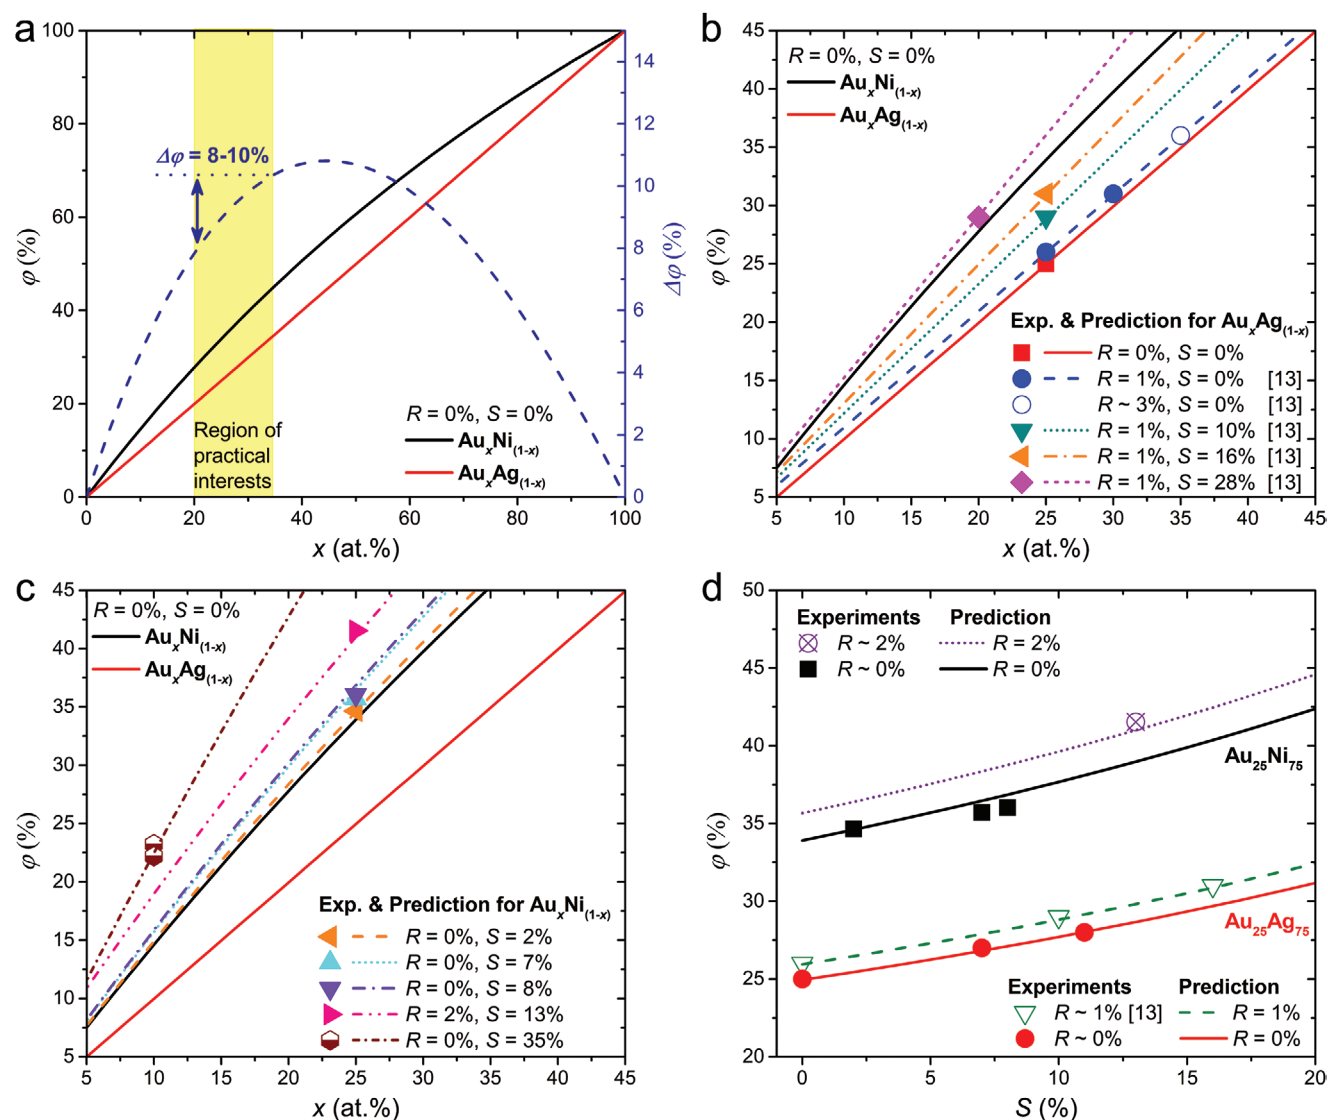 a
100
80
60
40
20
0
φ (%)
14
12
10
8
6
4
2
0
Δφ (%)
Δφ = 8-10%
Region of
practical
interests
R = 0%, S = 0%
AuxNi(1-x)
AuxAg(1-x)
0 20 40 60 80 100
x (at.%)
b
45
40
35
30
25
20
15
10
5
φ (%)
R = 0%, S = 0%
AuxNi(1-x)
AuxAg(1-x)
Exp. & Prediction for AuxAg(1-x)
R = 0%, S = 0%
R = 1%, S = 0% [13]
R ~ 3%, S = 0% [13]
R = 1%, S = 10% [13]
R = 1%, S = 16% [13]
R = 1%, S = 28% [13]
5 10 15 20 25 30 35 40 45
x (at.%)
c
45
40
35
30
25
20
15
10
5
φ (%)
R = 0%, S = 0%
AuxNi(1-x)
AuxAg(1-x)
Exp. & Prediction for AuxNi(1-x)
R = 0%, S = 2%
R = 0%, S = 7%
R = 0%, S = 8%
R = 2%, S = 13%
R = 0%, S = 35%
5 10 15 20 25 30 35 40 45
x (at.%)
d
50
45
40
35
30
25
20
φ (%)
Experiments Prediction
R ~ 2% R = 2%
R ~ 0% R = 0%
Au25Ni75
Au25Ag75
Experiments Prediction
R ~ 1% [13] R = 1%
R ~ 0% R = 0%
0 5 10 15 20
S (%)